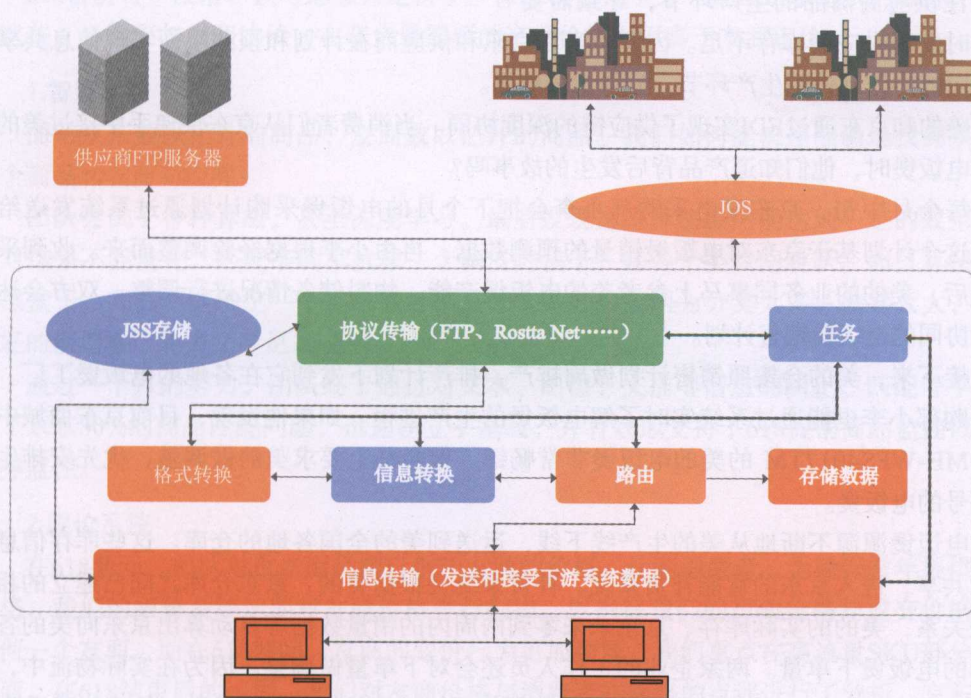 供应商FTP服务器
JOS
JSS存储
协议传输（FTP、Rostta Net……）
任务
格式转换
信息转换
路由
存储数据
信息传输（发送和接受下游系统数据）